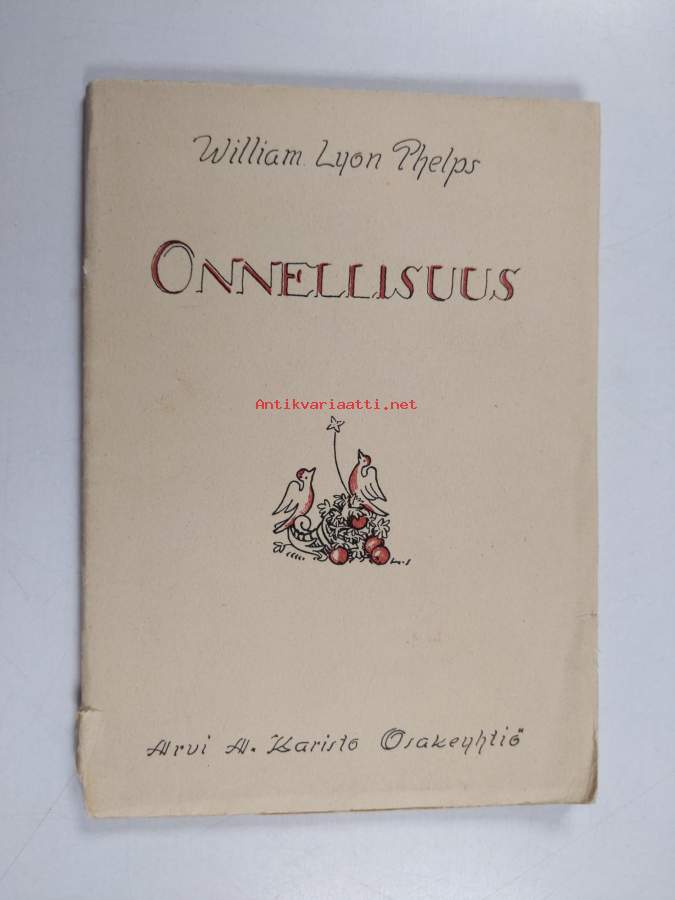 William Lyon Phelps
ONNELLISUUS
Antikvariaatti.net
Arvi A. Karisto Osakeyhtiö